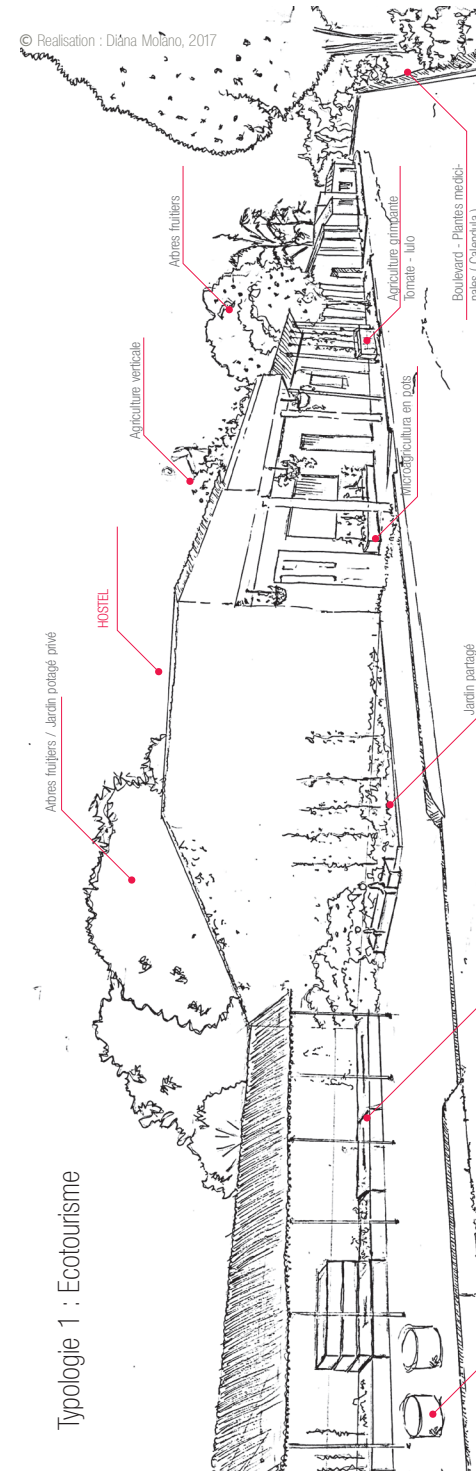 © Realisation : Diana Molano, 2017
Typologie 1 : Ecotourisme
Arbres fruitiers / Jardin potagé privé
HOSTEL
Agriculture verticale
Arbres fruitiers
Jardin partagé
Microagricultura en pots
Agriculture grimpante
Tomate - lulo
Boulevard - Plantes medici-
nales ( Calendula )